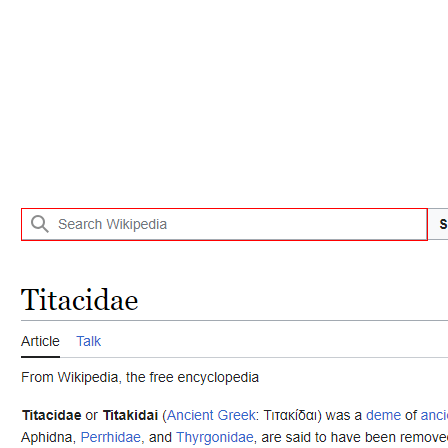 Search Wikipedia
S
Titacidae
Article Talk
From Wikipedia, the free encyclopedia
Titacidae or Titakidai (Ancient Greek: Τιτακίδαι) was a deme of anci
Aphidna, Perrhidae, and Thyrgonidae, are said to have been remove